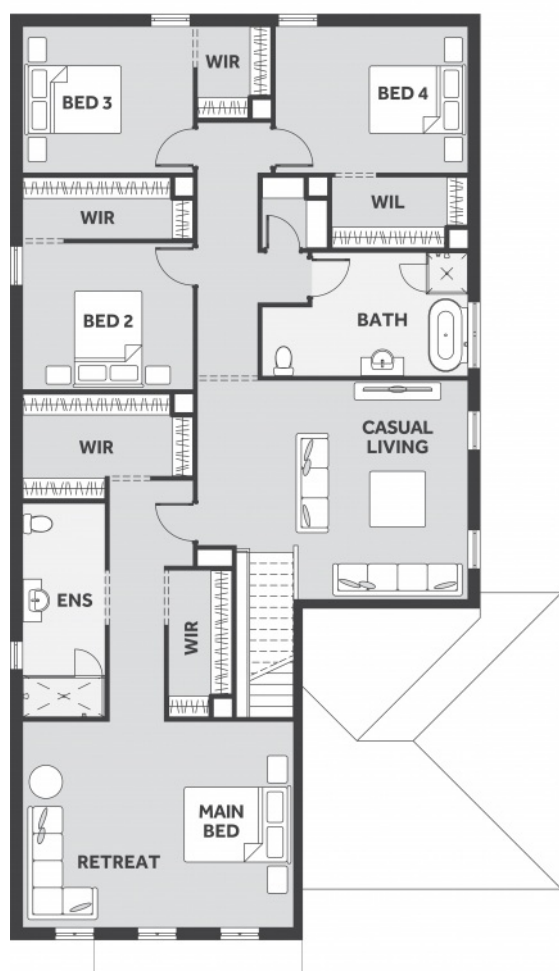 WIR
BED 3
BED 4
WIR
WIL
BED 2
BATH
WIR
CASUAL
LIVING
ENS
WIR
MAIN
BED
RETREAT